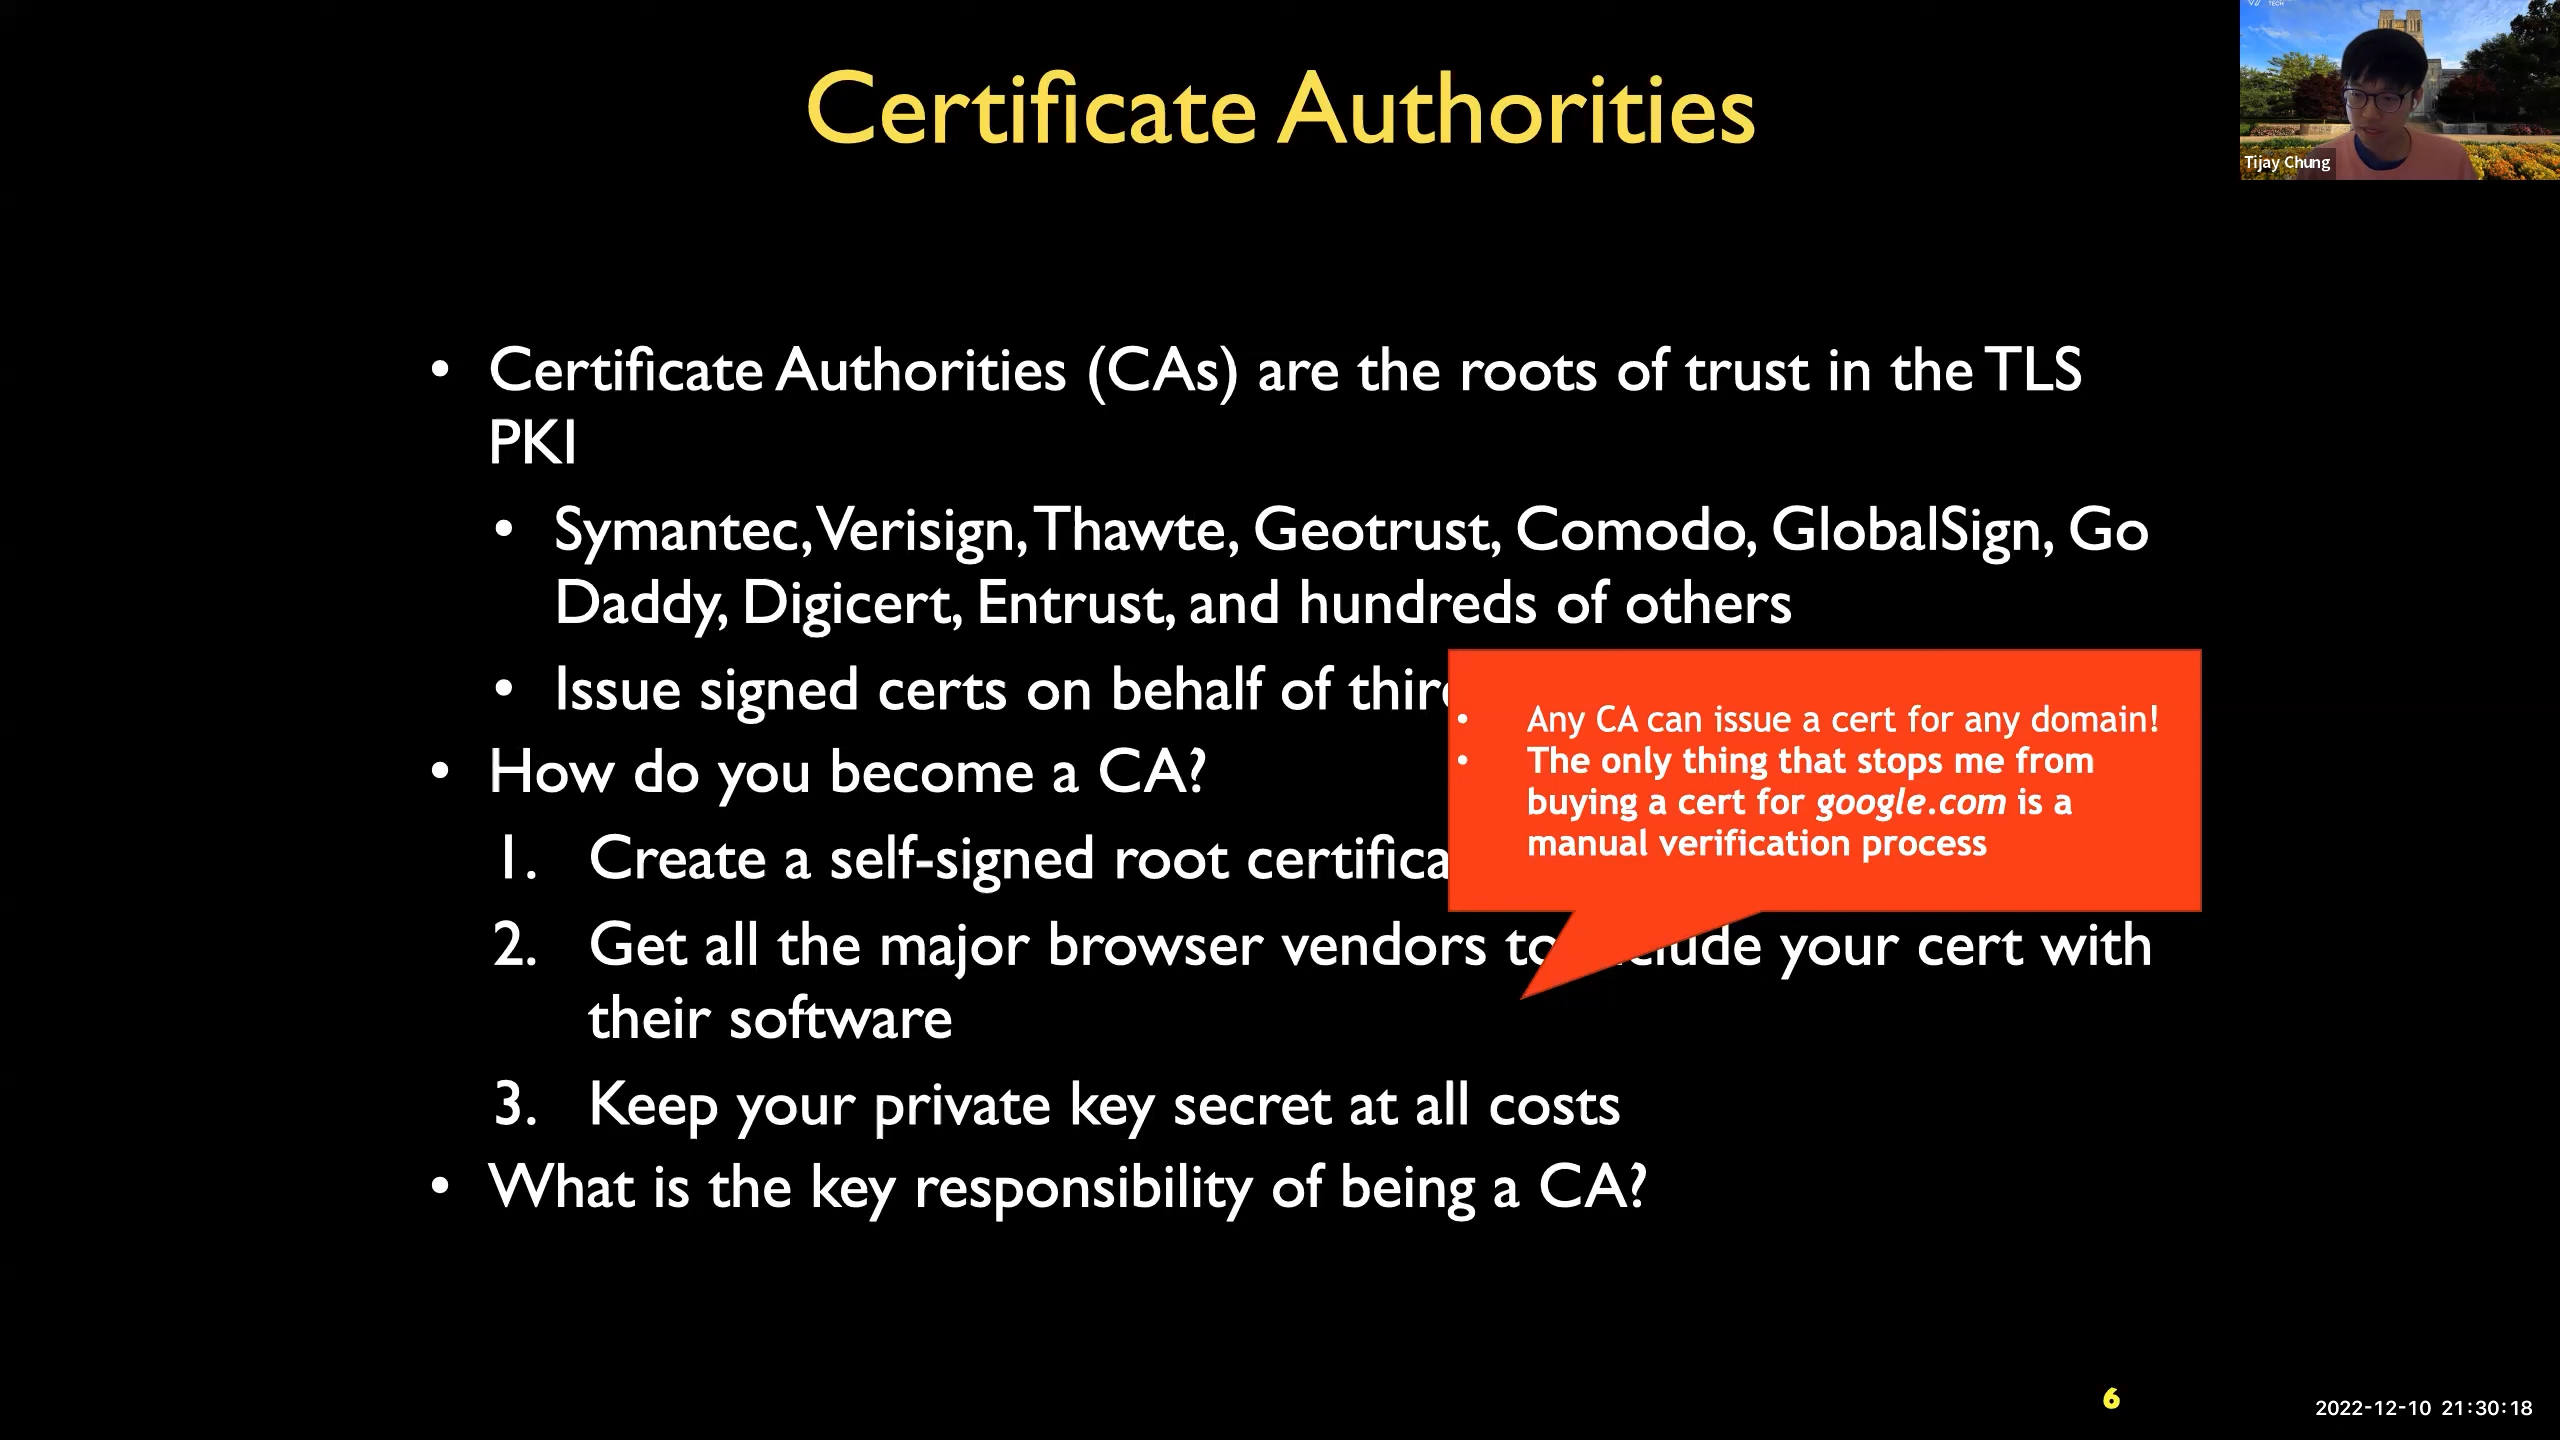 Certificate Authorities
TECH
Tijay Chung
• Certificate Authorities (CAs) are the roots of trust in the TLS
PKI
• Symantec, Verisign, Thawte, Geotrust, Comodo, GlobalSign, Go
Daddy, Digicert, Entrust, and hundreds of others
• Issue signed certs on behalf of
• How do you become a CA?
1. Create a self-signed root
2. Get all the major browser vendors your cert with
their software
3. Keep your private key secret at all costs
• What is the key responsibility of being a CA?
• Any CA can issue a cert for any domain!
• The only thing that stops me from
buying a cert for google.com is a
manual verification process
6
2022-12-10 21:30:18